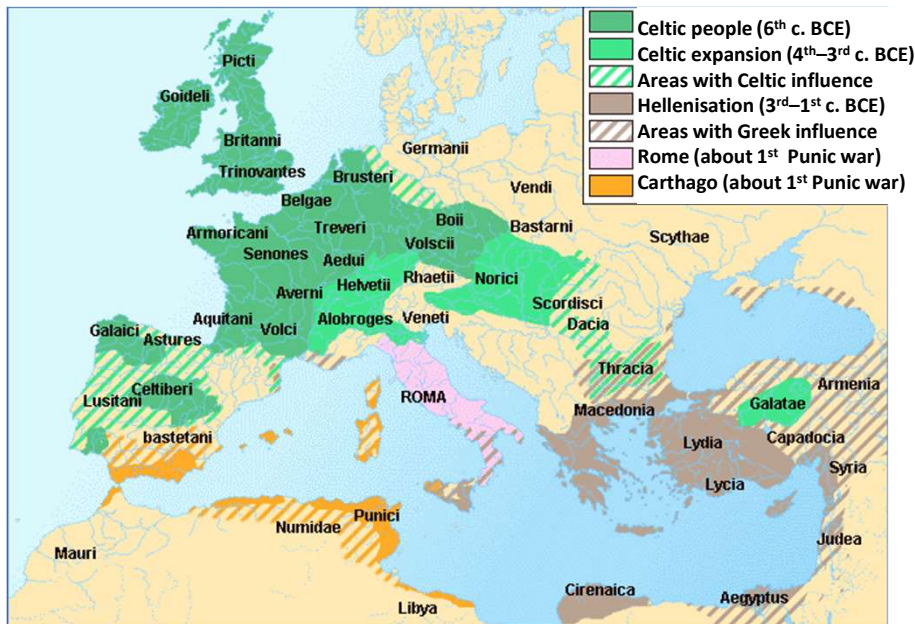 Celtic people (6th c. BCE)
Celtic expansion (4th–3rd c. BCE)
Areas with Celtic influence
Hellenisation (3rd–1st c. BCE)
Areas with Greek influence
Rome (about 1st Punic war)
Carthago (about 1st Punic war)
Picti
Goideli
Britanni
Trinovantes
Germanii
Brusteri
Vendi
Belgae
Boii
Bastarni
Armoricani
Treveri
Scythae
Volscii
Senones
Aedui
Rhaetii
Norici
Helvetii
Averni
Scordisci
Aquitani
Alobroges
Veneti
Dacia
Galaici
Volci
Astures
Thracia
Armenia
Celtiberi
ROMA
Lusitani
Galatae
Macedonia
bastetani
Lydia
Capadocia
Syria
Lycia
Punici
Numidae
Mauri
Judea
Cirenaica
Aegyptus
Libya